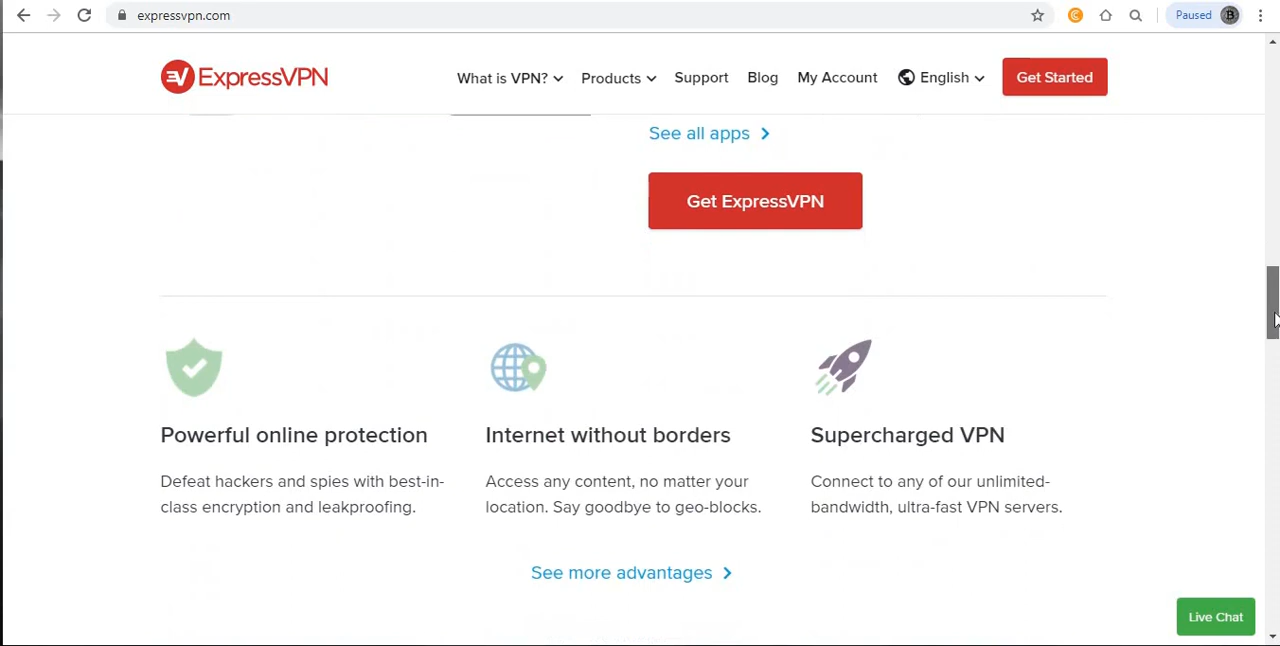 expressvpn.com
Paused
ExpressVPN
What is VPN? Products Support Blog My Account English Get Started
See all apps
Get ExpressVPN
Powerful online protection
Defeat hackers and spies with best-in-
class encryption and leakproofing.
Internet without borders
Access any content, no matter your
location. Say goodbye to geo-blocks.
Supercharged VPN
Connect to any of our unlimited-
bandwidth, ultra-fast VPN servers.
See more advantages
Live Chat